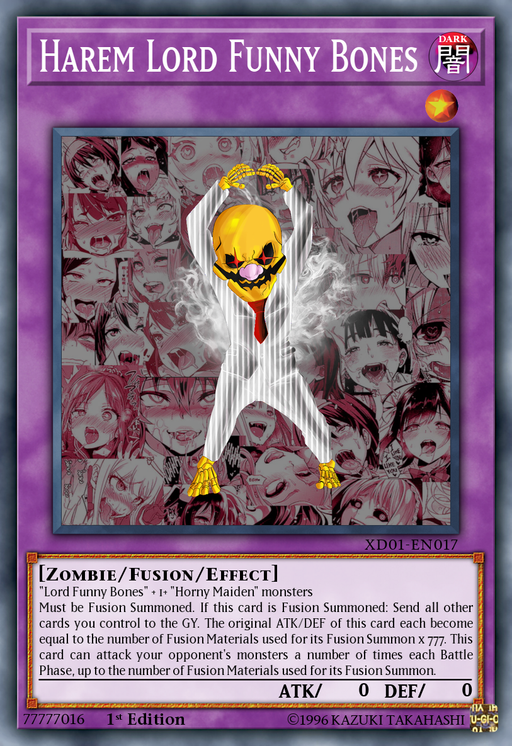 HAREM LORD FUNNY BONES
DARK
闇
XD01-EN017
[ZOMBIE/FUSION/EFFECT]
"Lord Funny Bones" + 1+ "Horny Maiden" monsters
Must be Fusion Summoned. If this card is Fusion Summoned: Send all other
cards you control to the GY. The original ATK/DEF of this card each become
equal to the number of Fusion Materials used for its Fusion Summon x 777. This
card can attack your opponent's monsters a number of times each Battle
Phase, up to the number of Fusion Materials used for its Fusion Summon.
ATK/ 0 DEF/ 0
77777016 1st Edition ©1996 KAZUKI TAKAHASHI